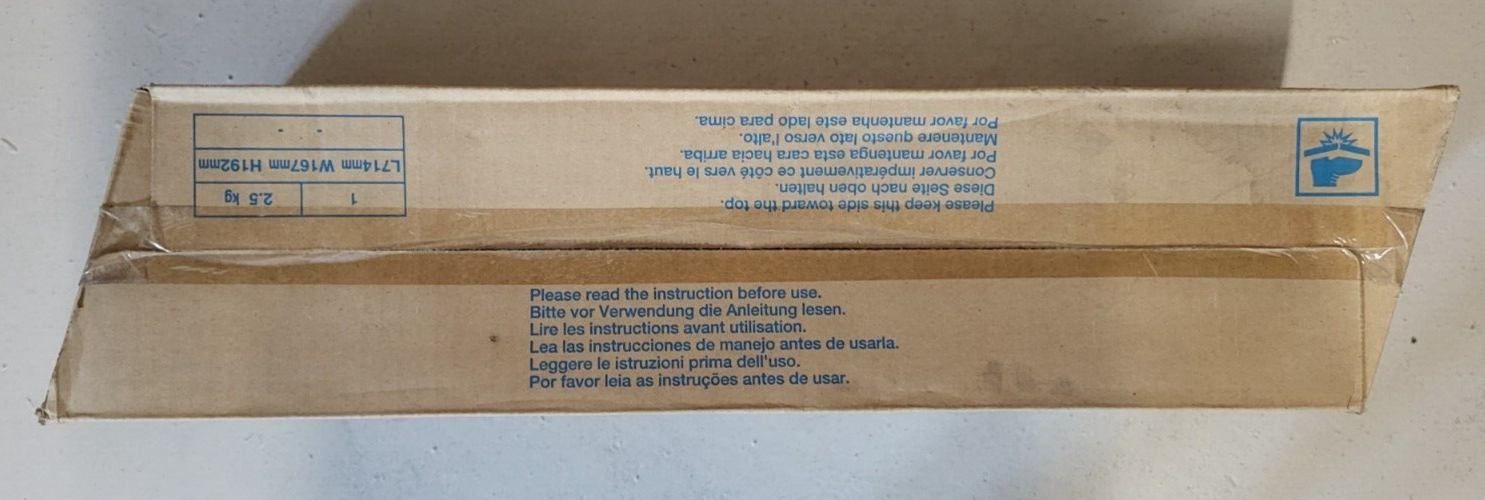 Please keep this side toward the top.
Diese Seite nach oben halten.
Conserver impérativement ce côté vers le haut.
Por favor mantenga esta cara hacia arriba.
Mantenere questo lato verso l'alto.
Por favor mantenha este lado para cima.
1 2.5 kg
L714mm W167mm H192mm
- -
Please read the instruction before use.
Bitte vor Verwendung die Anleitung lesen.
Lire les instructions avant utilisation.
Lea las instrucciones de manejo antes de usarla.
Leggere le istruzioni prima dell'uso.
Por favor leia as instruções antes de usar.